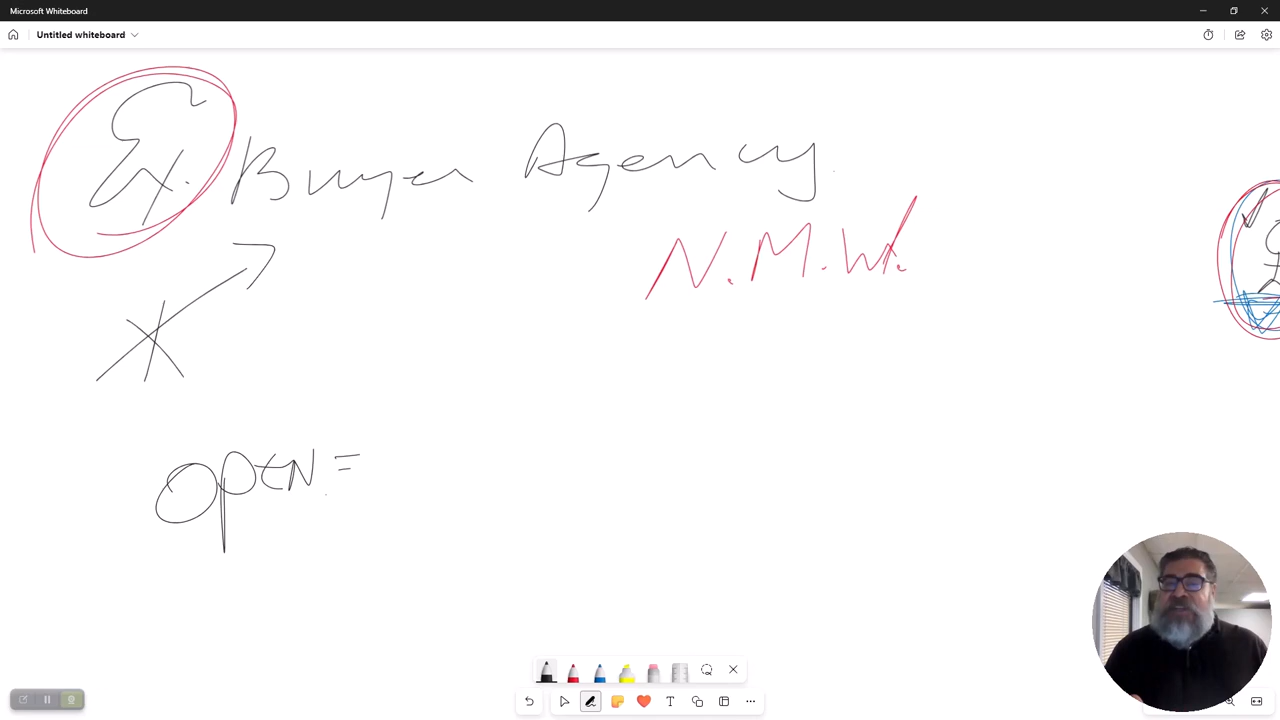 Microsoft Whiteboard
Untitled whiteboard
Ex. Buyer Agency
N.M.W.
OPEN =